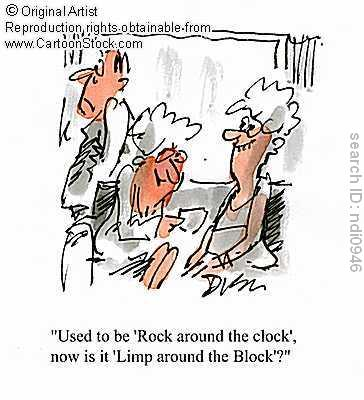 © Original Artist
Reproduction rights obtainable from
www.CartoonStock.com
search ID: ndi0946
"Used to be 'Rock around the clock',
now is it 'Limp around the Block'?"